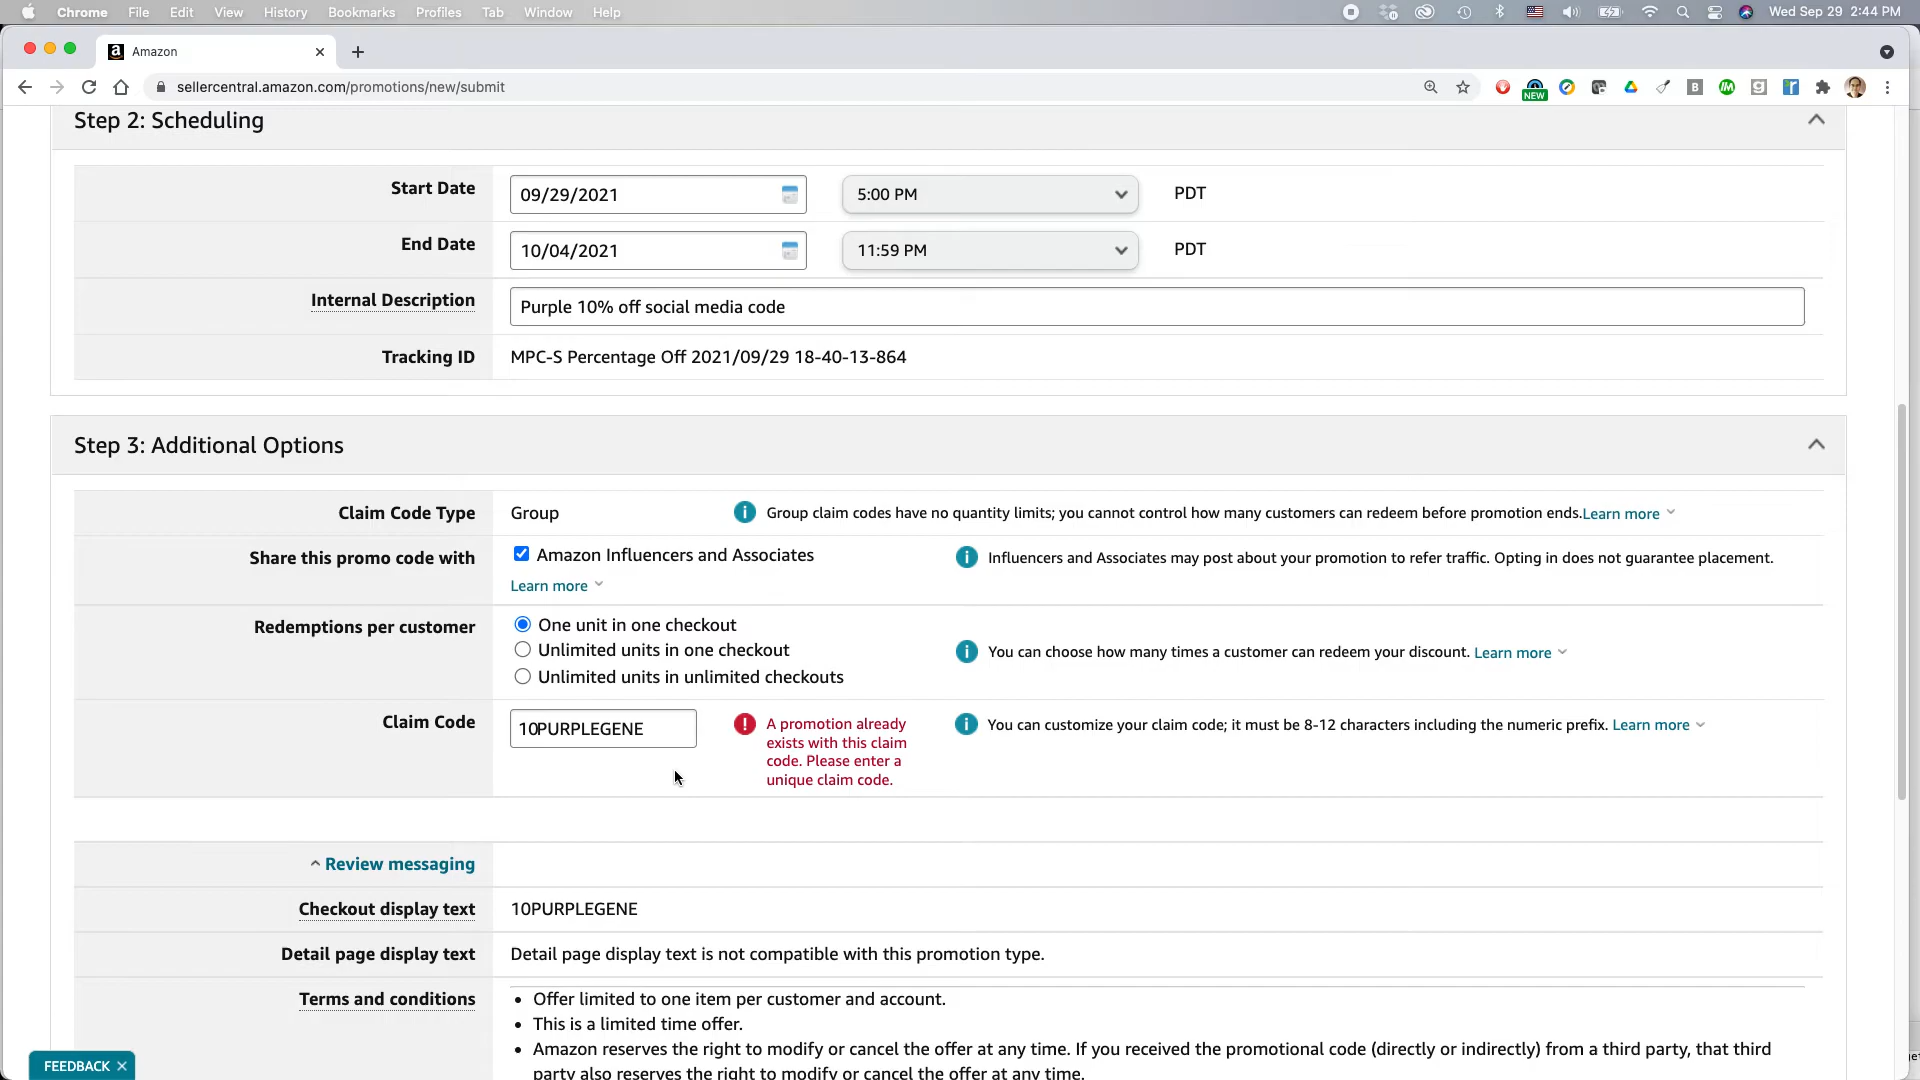 Chrome File Edit View History Bookmarks Profiles Tab Window Help Wed Sep 29 2:44 PM
Amazon
sellercentral.amazon.com/promotions/new/submit
NEW
Step 2: Scheduling
Start Date 09/29/2021 5:00 PM PDT
End Date 10/04/2021 11:59 PM PDT
Internal Description Purple 10% off social media code
Tracking ID MPC-S Percentage Off 2021/09/29 18-40-13-864
Step 3: Additional Options
Claim Code Type Group Group claim codes have no quantity limits; you cannot control how many customers can redeem before promotion ends.Learn more
Share this promo code with Amazon Influencers and Associates Influencers and Associates may post about your promotion to refer traffic. Opting in does not guarantee placement.
Learn more
Redemptions per customer One unit in one checkout
Unlimited units in one checkout You can choose how many times a customer can redeem your discount. Learn more
Unlimited units in unlimited checkouts
Claim Code 10PURPLEGENE A promotion already You can customize your claim code; it must be 8-12 characters including the numeric prefix. Learn more
exists with this claim
code. Please enter a
unique claim code.
Review messaging
Checkout display text 10PURPLEGENE
Detail page display text Detail page display text is not compatible with this promotion type.
Terms and conditions • Offer limited to one item per customer and account.
• This is a limited time offer.
• Amazon reserves the right to modify or cancel the offer at any time. If you received the promotional code (directly or indirectly) from a third party, that third
party also reserves the right to modify or cancel the offer at any time.
FEEDBACK